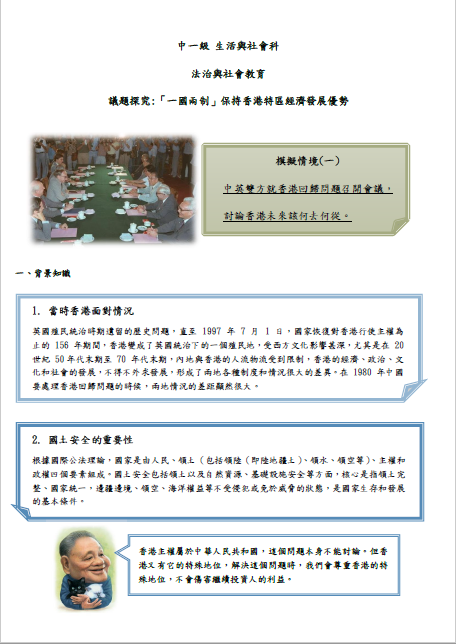 中一級 生活與社會科
法治與社會教育
議題探究:「一國兩制」保持香港特區經濟發展優勢
模擬情境(一)
中英雙方就香港回歸問題召開會議，
討論香港未來該何去何從。
一、背景知識
1. 當時香港面對情況
英國殖民統治時期遺留的歷史問題，直至 1997 年 7 月 1 日，國家恢復對香港行使主權為
止的 156 年期間，香港變成了英國統治下的一個殖民地，受西方文化影響甚深，尤其是在 20
世紀 50 年代末期至 70 年代末期，內地與香港的人流物流受到限制，香港的經濟、政治、文
化和社會的發展，不得不外求發展，形成了兩地各種制度和情況很大的差異。在 1980 年中國
要處理香港回歸問題的時候，兩地情況的差距顯然很大。
2. 國土安全的重要性
根據國際公法理論，國家是由人民、領土（包括領陸（即陸地疆土）、領水、領空等）、主權和
政權四個要素組成。國土安全包括領土以及自然資源、基礎設施安全等方面，核心是指領土完
整、國家統一，邊疆邊境、領空、海洋權益等不受侵犯或免於威脅的狀態，是國家生存和發展
的基本條件。
香港主權屬於中華人民共和國，這個問題本身不能討論。但香
港又有它的特殊地位，解決這個問題時，我們會尊重香港的特
殊地位，不會傷害繼續投資人的利益。